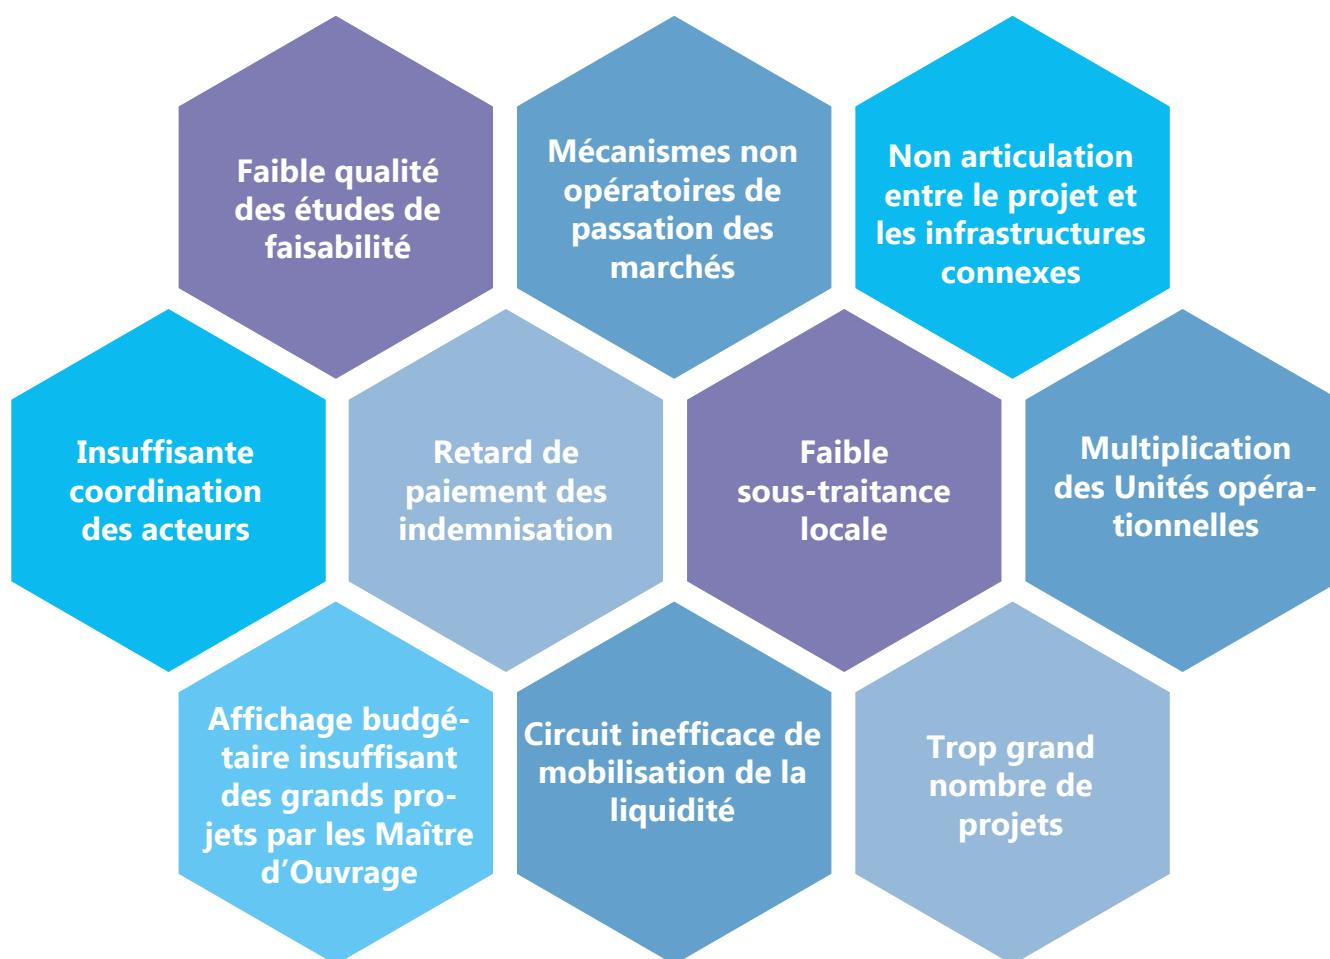 Faible qualité
des études de
faisabilité
Mécanismes non
opératoires de
passation des
marchés
Non articulation
entre le projet et
les infrastructures
connexes
Insuffisante
coordination
des acteurs
Retard de
paiement des
indemnisation
Faible
sous-traitance
locale
Multiplication
des Unités opéra-
tionnelles
Affichage budgé-
taire insuffisant
des grands pro-
jets par les Maître
d’Ouvrage
Circuit inefficace de
mobilisation de la
liquidité
Trop grand
nombre de
projets